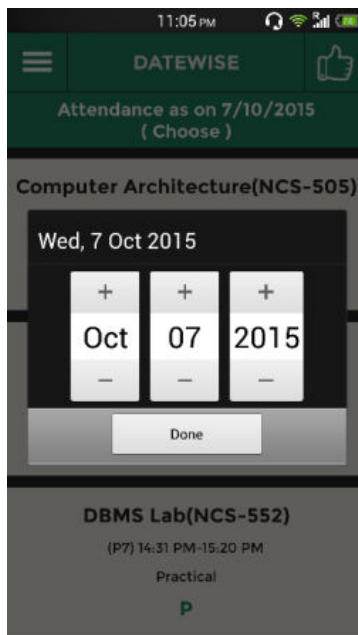 11:05 PM
DATEWISE
Attendance as on 7/10/2015
( Choose )
Computer Architecture(NCS-505)
Wed, 7 Oct 2015
+ + +
Oct 07 2015
– – –
Done
DBMS Lab(NCS-552)
(P7) 14:31 PM-15:20 PM
Practical
P